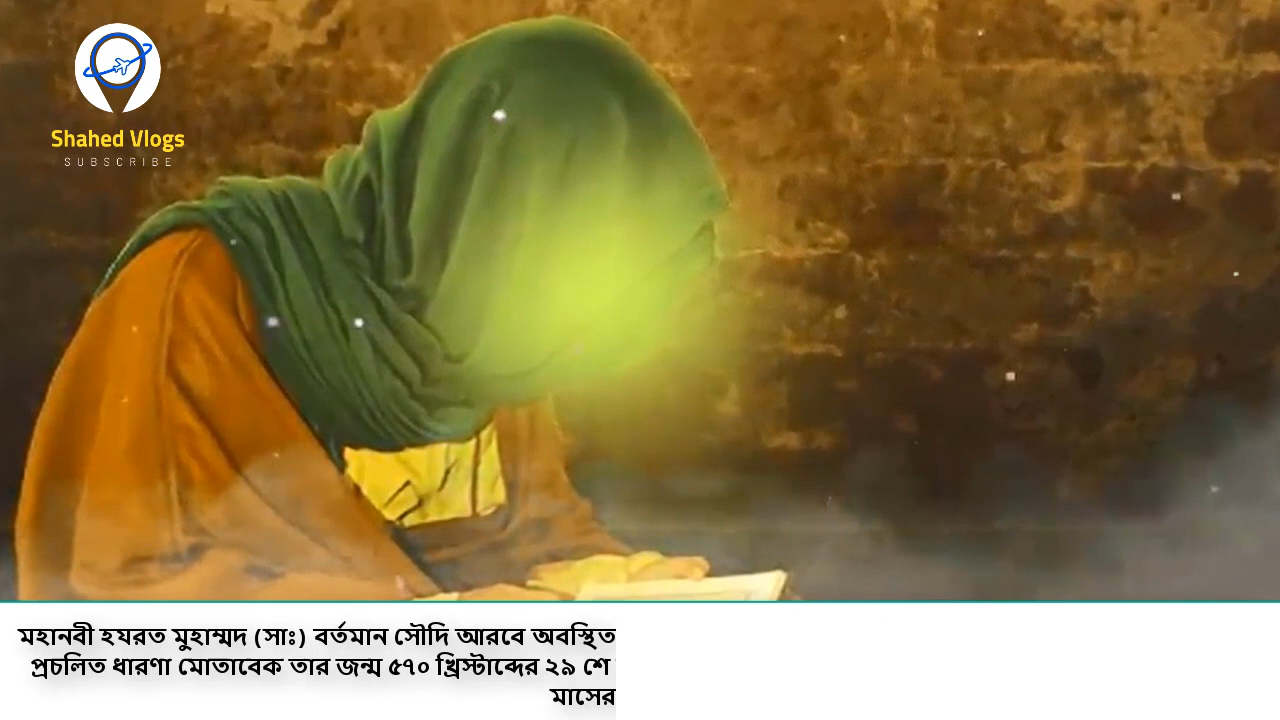 Shahed Vlogs
SUBSCRIBE
মহানবী হযরত মুহাম্মদ (সাঃ) বর্তমান সৌদি আরবে অবস্থিত
প্রচলিত ধারণা মোতাবেক তার জন্ম ৫৭০ খ্রিস্টাব্দের ২৯ শে
মাসের